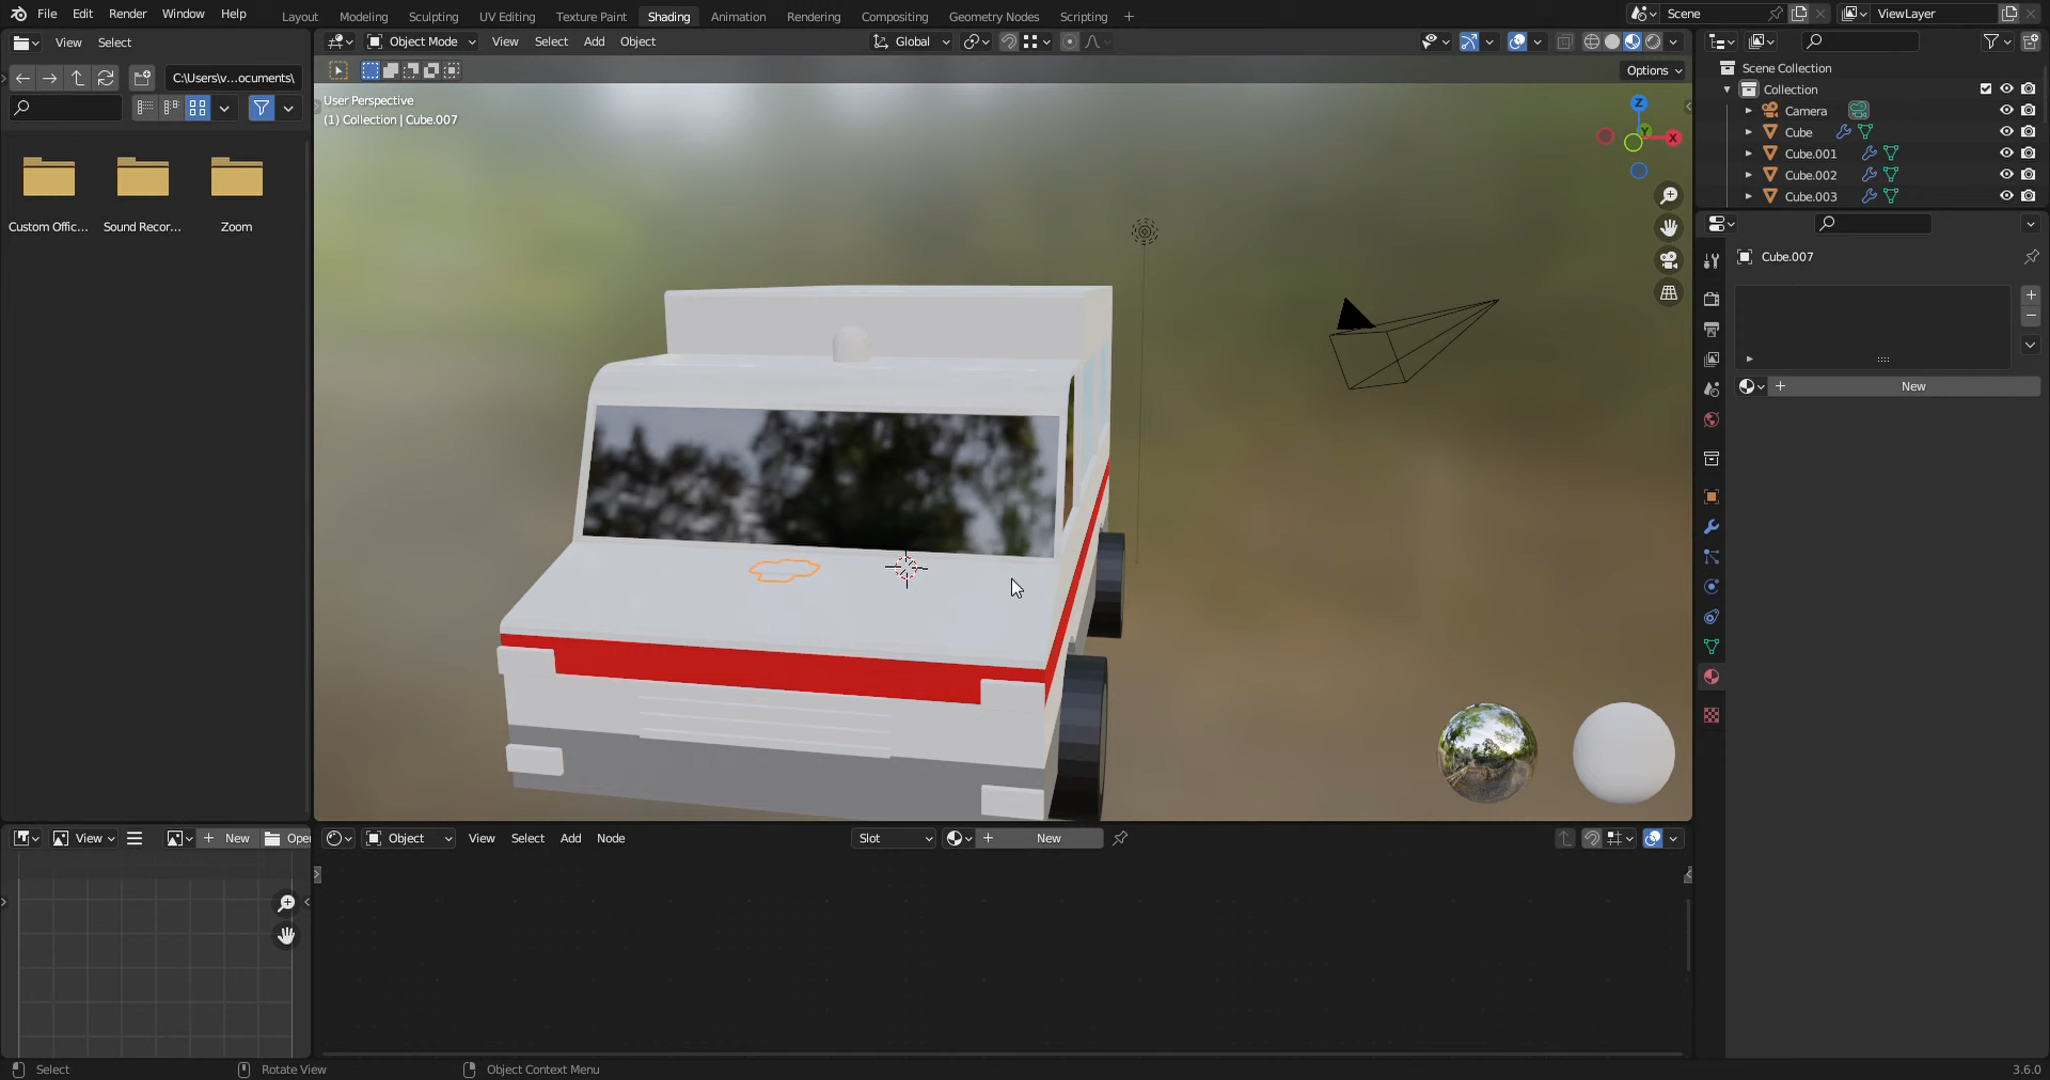 File Edit Render Window Help Layout Modeling Sculpting UV Editing Texture Paint Shading Animation Rendering Compositing Geometry Nodes Scripting Scene ViewLayer
View Select Object Mode View Select Add Object Global
C:\Users\v...ocuments\ Options
User Perspective
(1) Collection | Cube.007
Scene Collection
Collection
Camera
Cube
Cube.001
Cube.002
Cube.003
Custom Offic... Sound Recor... Zoom
Cube.007
New
Z
Y
X
View New Open Object View Select Add Node Slot New
Select Rotate View Object Context Menu 3.6.0